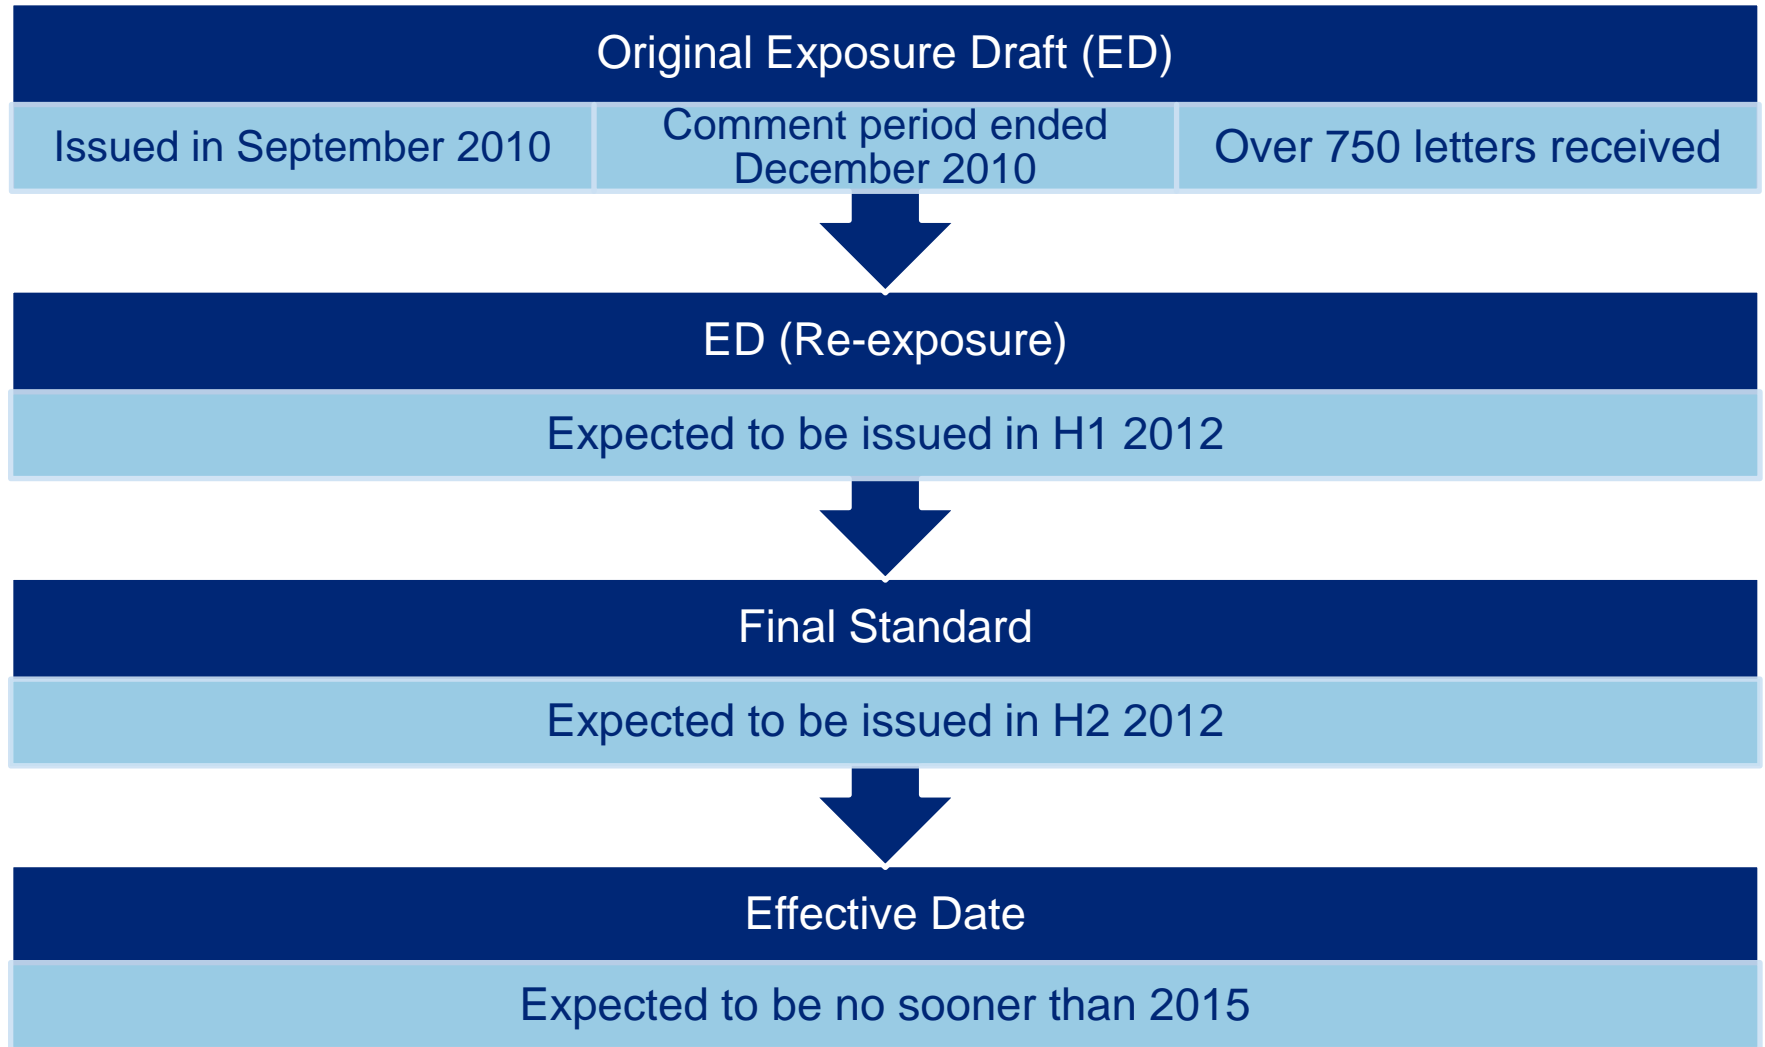 Original Exposure Draft (ED)
Issued in September 2010
Comment period ended
December 2010
Over 750 letters received
ED (Re-exposure)
Expected to be issued in H1 2012
Final Standard
Expected to be issued in H2 2012
Effective Date
Expected to be no sooner than 2015